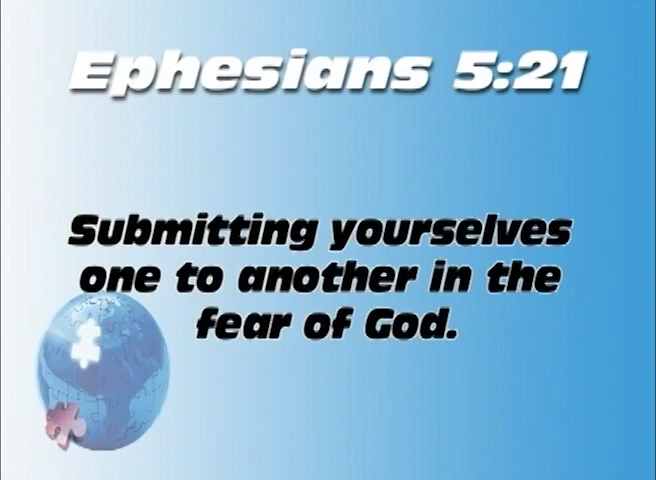 Ephesians 5:21
Submitting yourselves
one to another in the
fear of God.